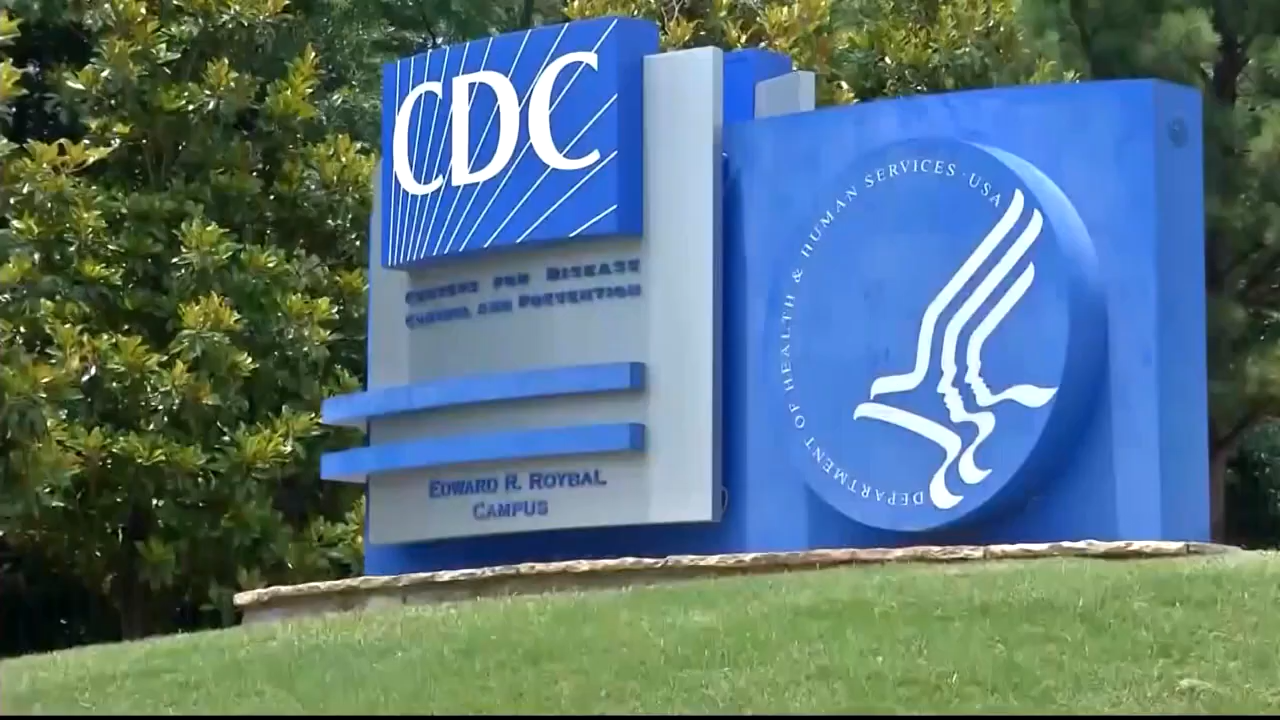 CDC
CENTERS FOR DISEASE
CONTROL AND PREVENTION
EDWARD R. ROYBAL
CAMPUS
DEPARTMENT OF HEALTH & HUMAN SERVICES · USA